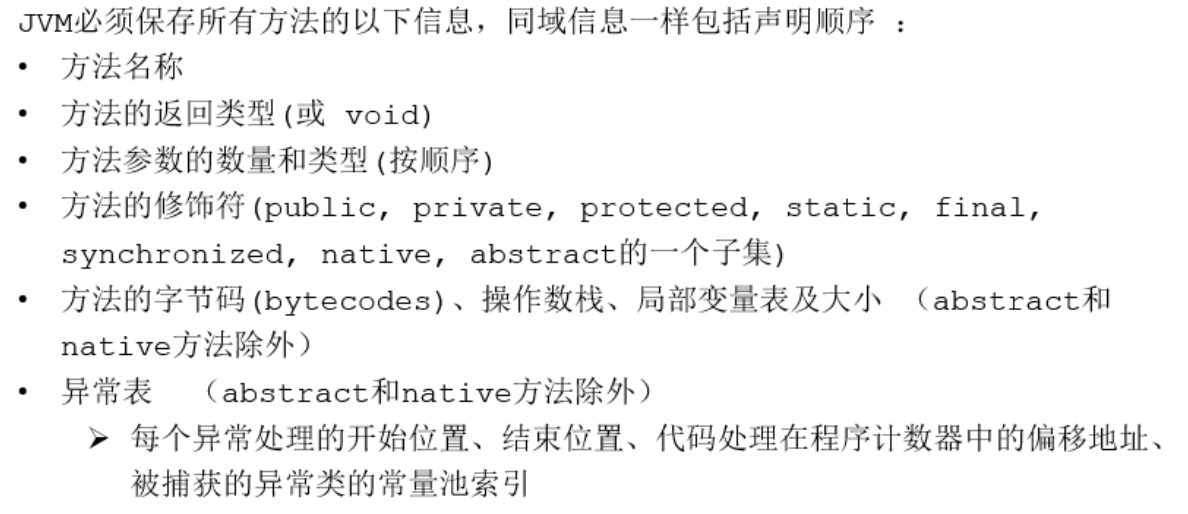 JVM必须保存所有方法的以下信息，同域信息一样包括声明顺序 ：
• 方法名称
• 方法的返回类型(或 void)
• 方法参数的数量和类型(按顺序)
• 方法的修饰符(public, private, protected, static, final,
synchronized, native, abstract的一个子集)
• 方法的字节码(bytecodes)、操作数栈、局部变量表及大小 （abstract和
native方法除外）
• 异常表 （abstract和native方法除外）
➢ 每个异常处理的开始位置、结束位置、代码处理在程序计数器中的偏移地址、
被捕获的异常类的常量池索引